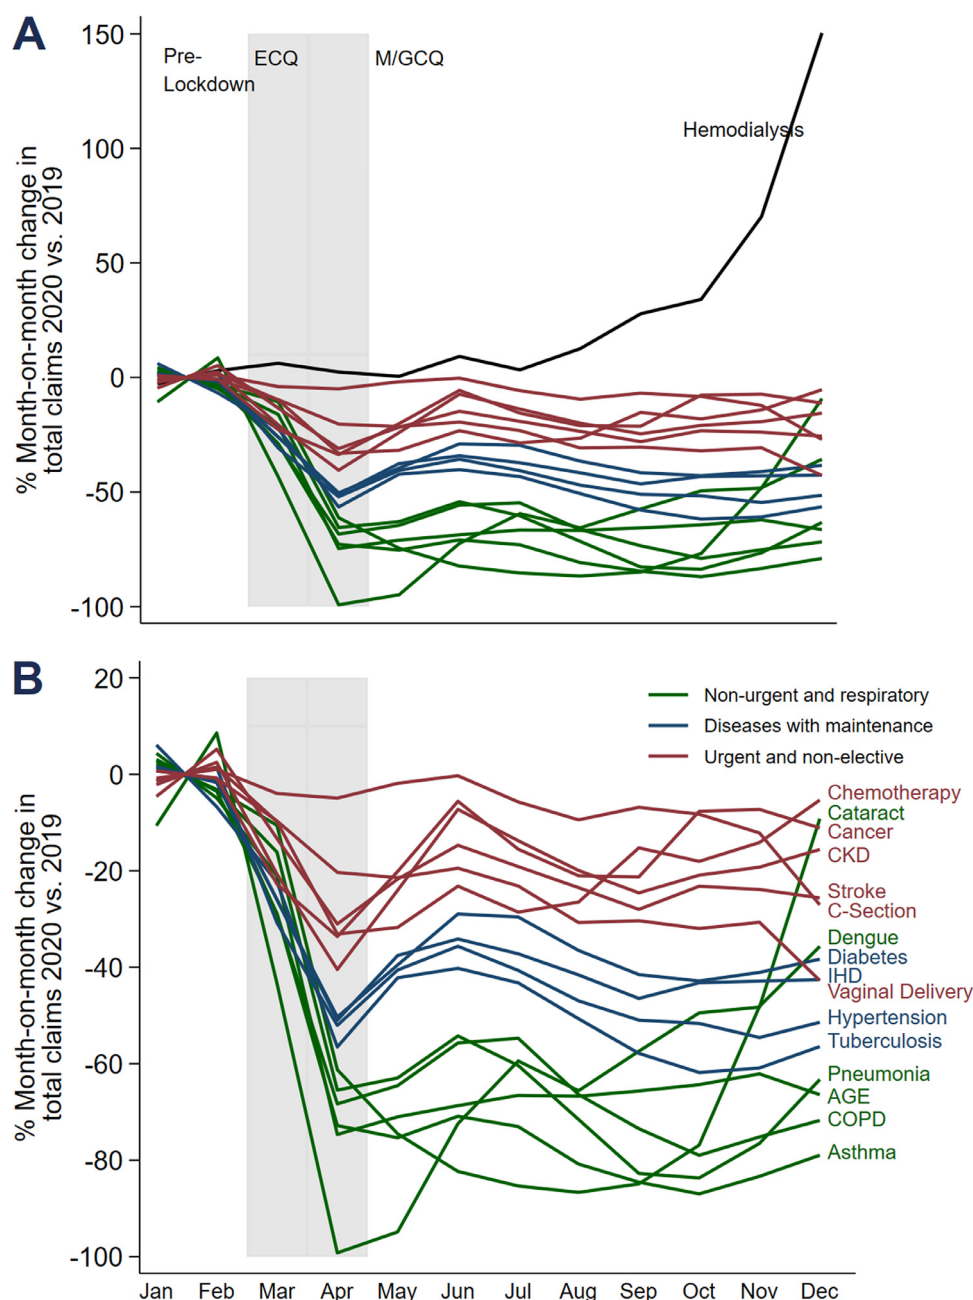 A
150
100
50
0
-50
-100
% Month-on-month change in
total claims 2020 vs. 2019
Pre-
Lockdown
ECQ
M/GCQ
Hemodialysis
B
20
0
-20
-40
-60
-80
-100
% Month-on-month change in
total claims 2020 vs. 2019
Non-urgent and respiratory
Diseases with maintenance
Urgent and non-elective
Chemotherapy
Cataract
Cancer
CKD
Stroke
C-Section
Dengue
Diabetes
IHD
Vaginal Delivery
Hypertension
Tuberculosis
Pneumonia
AGE
COPD
Asthma
Jan Feb Mar Apr May Jun Jul Aug Sep Oct Nov Dec